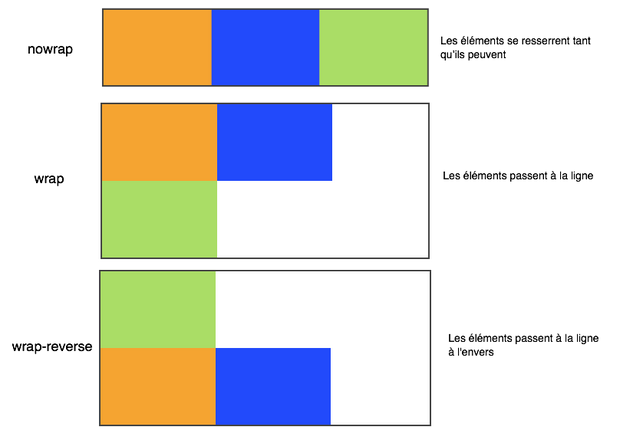 nowrap
Les éléments se resserrent tant
qu'ils peuvent
wrap
Les éléments passent à la ligne
wrap-reverse
Les éléments passent à la ligne
à l'envers